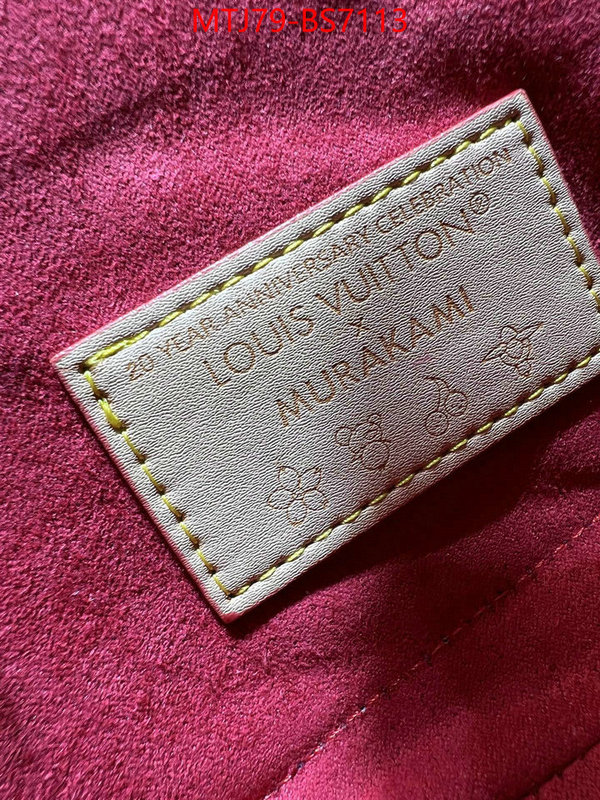 MTJ79-BS7113
20 YEAR ANNIVERSARY CELEBRATION
LOUIS VUITTON®
×
MURAKAMI